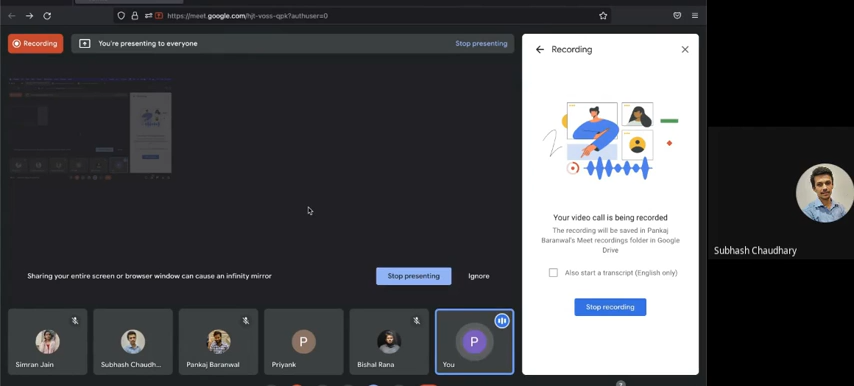 https://meet.google.com/hjt-vass-qpk?authuser=0
Recording
You're presenting to everyone
Stop presenting
Recording
Your video call is being recorded
The recording will be saved in Pankaj
Baranwal's Meet recordings folder in Google
Drive
Also start a transcript (English only)
Stop recording
Sharing your entire screen or browser window can cause an infinity mirror
Stop presenting
Ignore
Simran Jain
Subhash Chaudh...
Pankaj Baranwal
P
Priyank
Bishal Rana
P
You
Subhash Chaudhary